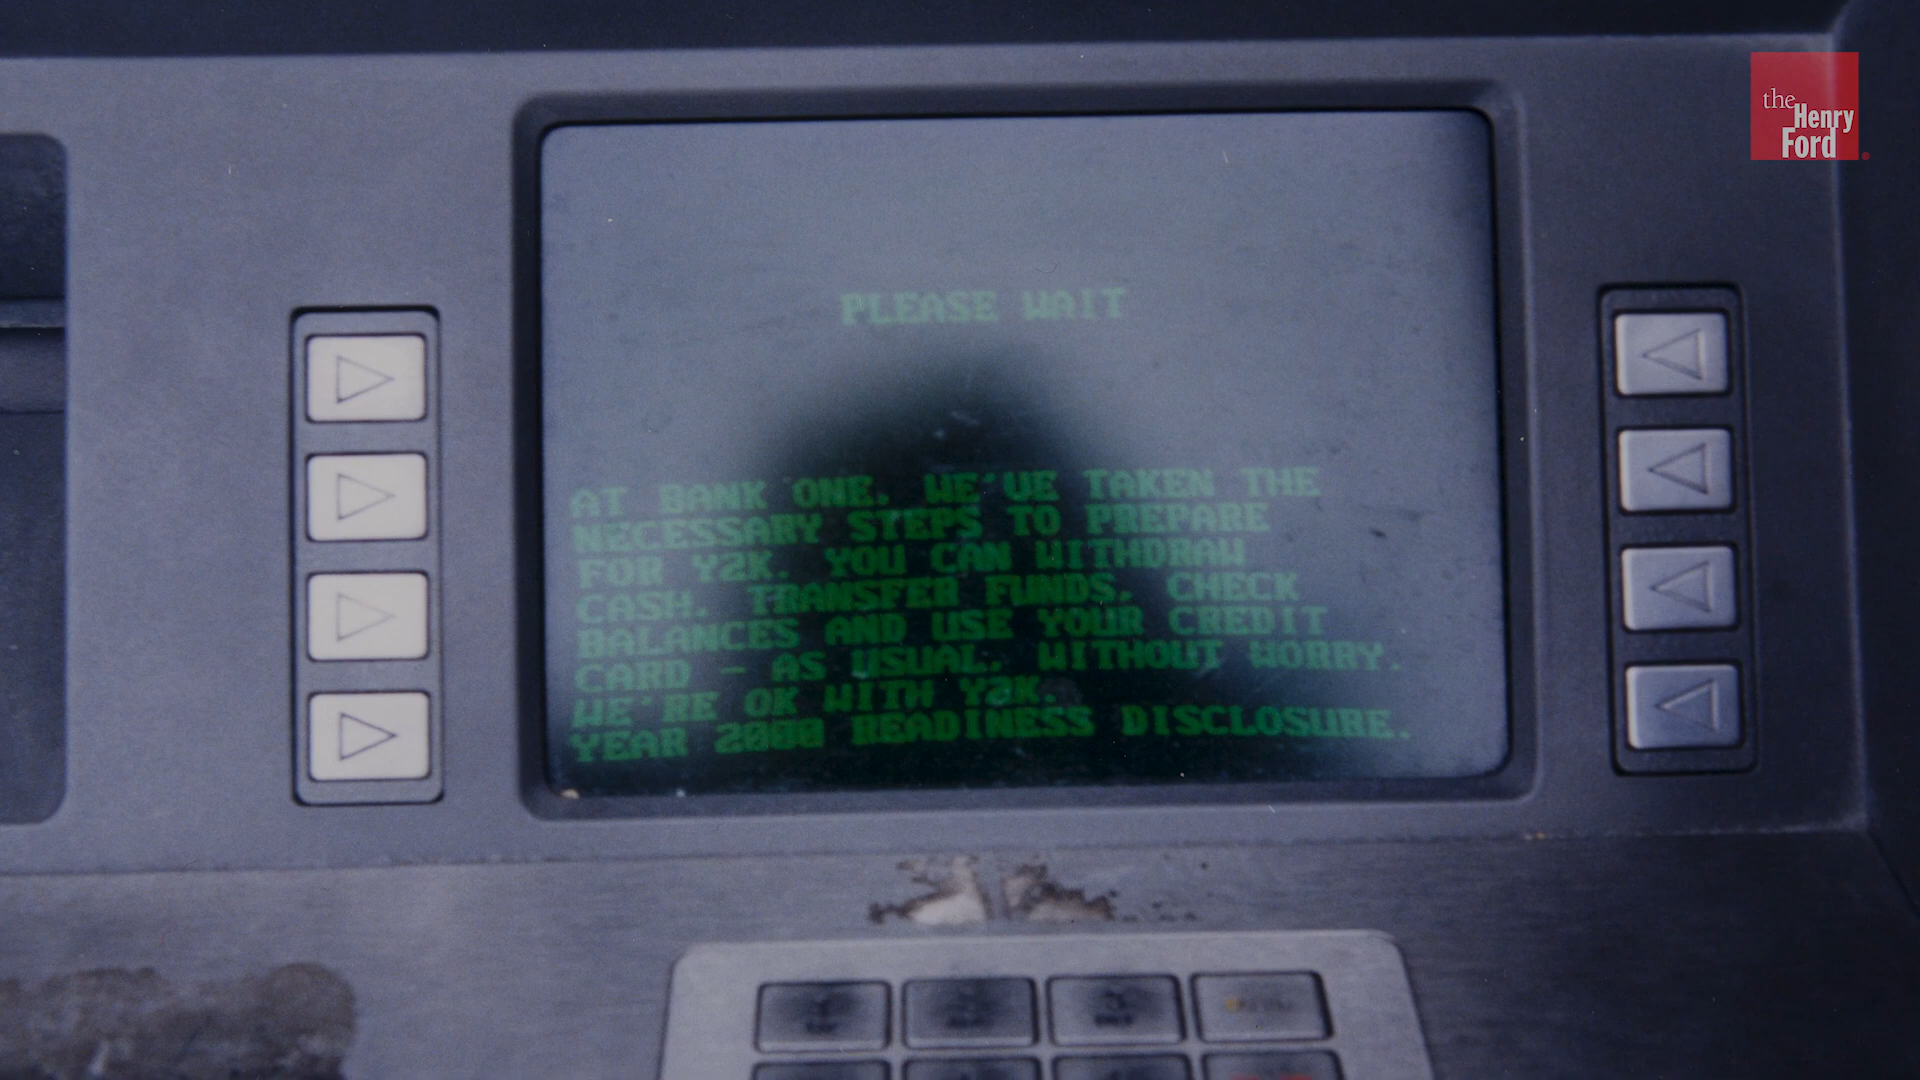 the
Henry
Ford
PLEASE WAIT
AT BANK ONE, WE'VE TAKEN THE
NECESSARY STEPS TO PREPARE
FOR Y2K. YOU CAN WITHDRAW
CASH, TRANSFER FUNDS, CHECK
BALANCES AND USE YOUR CREDIT
CARD - AS USUAL, WITHOUT WORRY.
WE'RE OK WITH Y2K.
YEAR 2000 READINESS DISCLOSURE.